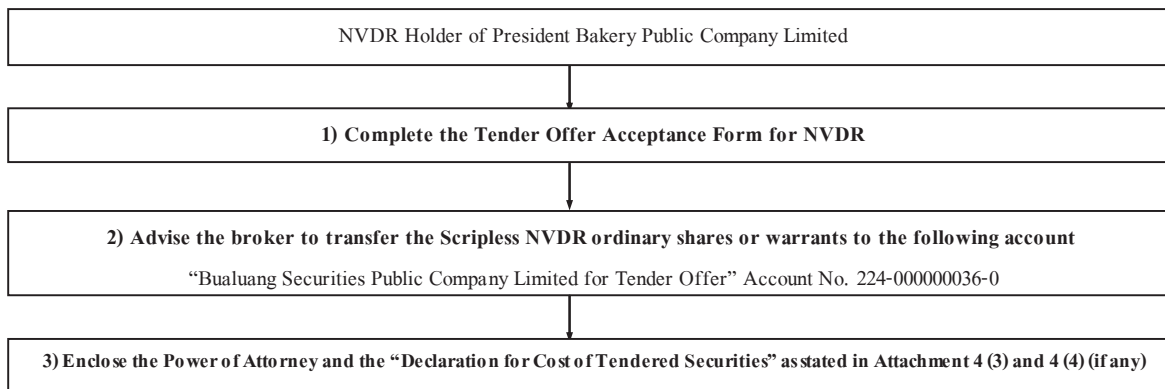 NVDR Holder of President Bakery Public Company Limited
1) Complete the Tender Offer Acceptance Form for NVDR
2) Advise the broker to transfer the Scripless NVDR ordinary shares or warrants to the following account
“Bualuang Securities Public Company Limited for Tender Offer” Account No. 224-000000036-0
3) Enclose the Power of Attorney and the “Declaration for Cost of Tendered Securities” as stated in Attachment 4 (3) and 4 (4) (if any)